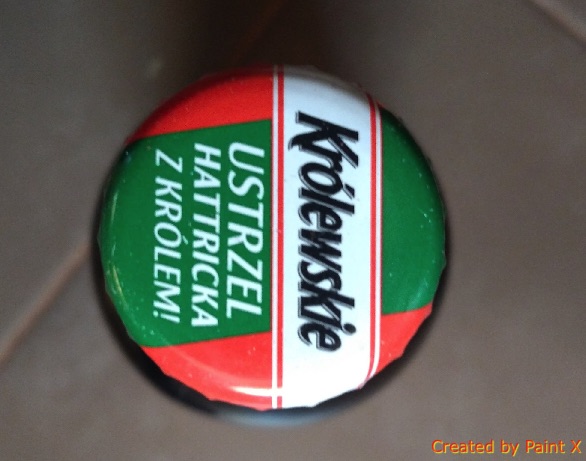 Królewskie
USTRZEL
HATTRICKA
Z KRÓLEM!
Created by Paint X